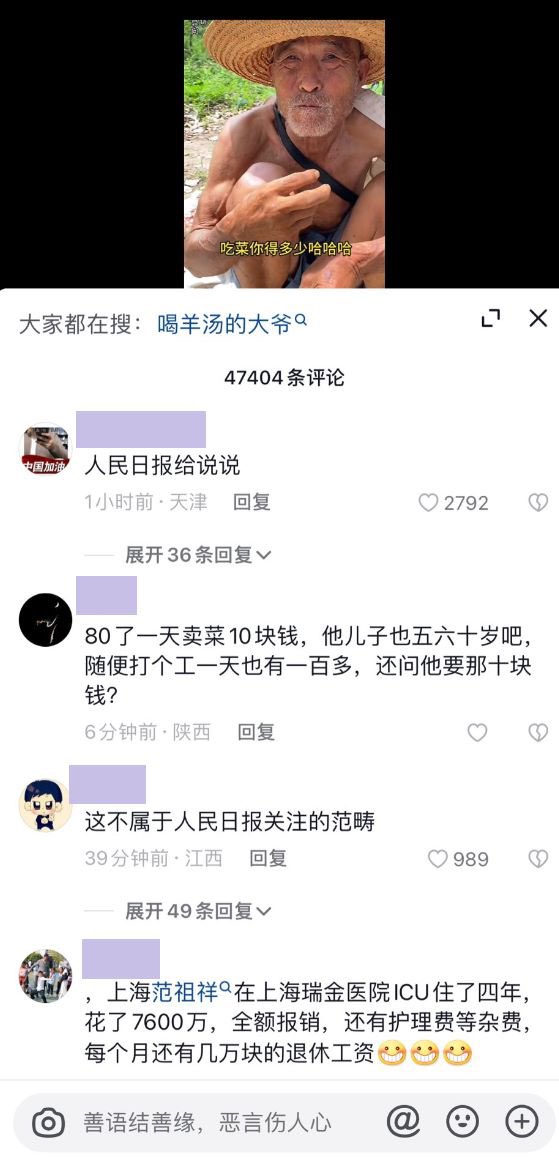 吃菜你得多少哈哈哈
大家都在搜：喝羊汤的大爷
47404条评论
中国加油
人民日报给说说
1小时前·天津 回复 2792
展开36条回复
80了一天卖菜10块钱，他儿子也五六十岁吧，
随便打个工一天也有一百多，还问他要那十块
钱?
6分钟前·陕西 回复
这不属于人民日报关注的范畴
39分钟前·江西 回复 989
展开49条回复
，上海范祖祥在上海瑞金医院ICU住了四年，
花了7600万，全额报销，还有护理费等杂费，
每个月还有几万块的退休工资😁😁😁
善语结善缘，恶言伤人心